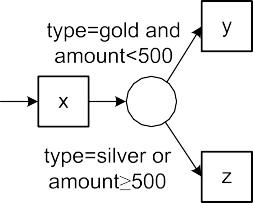 type=gold and
amount<500
y
x
type=silver or
amount≥500
z